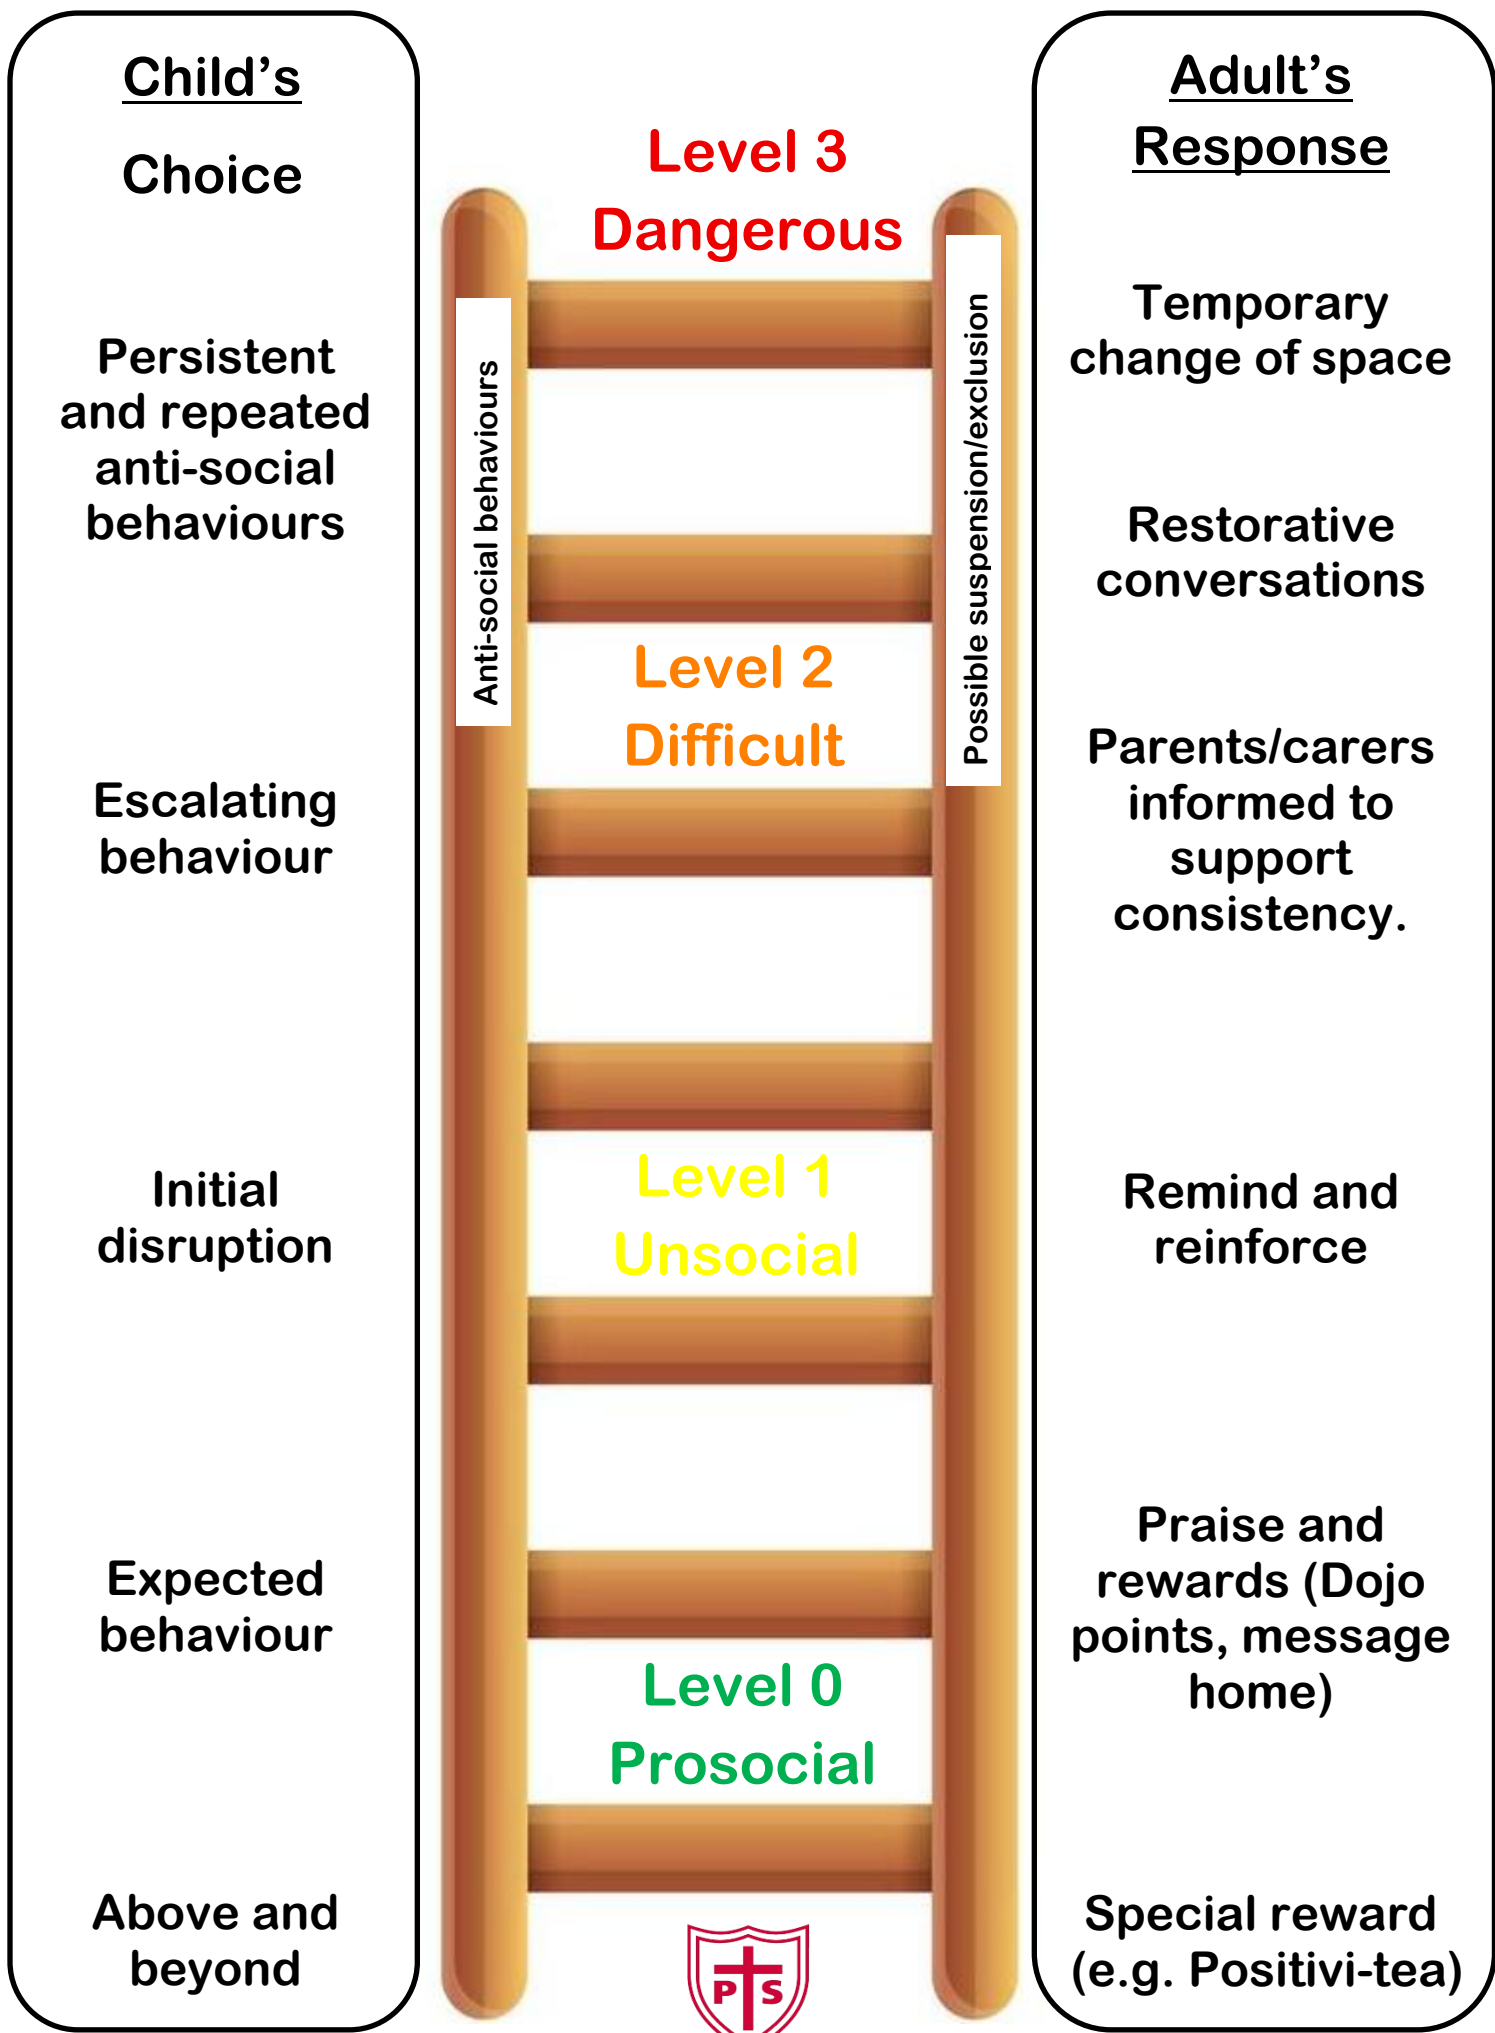 Child's
Choice
Persistent
and repeated
anti-social
behaviours
Escalating
behaviour
Initial
disruption
Expected
behaviour
Above and
beyond
Anti-social behaviours
Level 3
Dangerous
Level 2
Difficult
Level 1
Unsocial
Level 0
Prosocial
P S
Possible suspension/exclusion
Adult's
Response
Temporary
change of space
Restorative
conversations
Parents/carers
informed to
support
consistency.
Remind and
reinforce
Praise and
rewards (Dojo
points, message
home)
Special reward
(e.g. Positivi-tea)